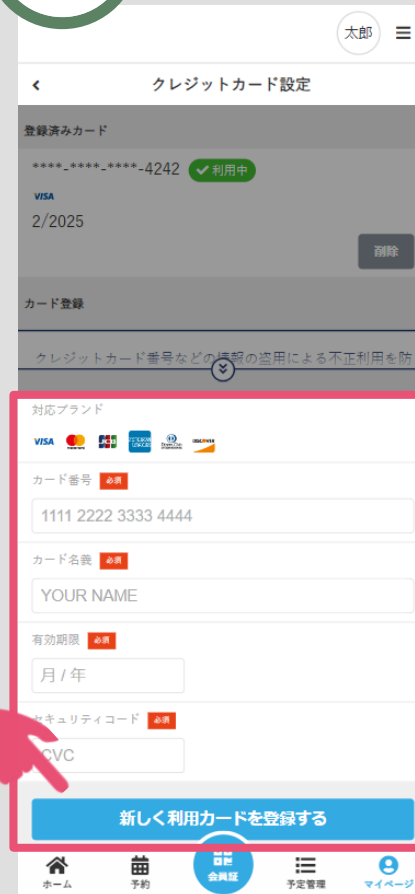 太郎
クレジットカード設定
登録済みカード
****-****-****-4242 利用中
VISA
2/2025
削除
カード登録
クレジットカード番号などの情報の盗用による不正利用を防
対応ブランド
VISA JCB DISCOVER
カード番号 必須
1111 2222 3333 4444
カード名義 必須
YOUR NAME
有効期限 必須
月 / 年
セキュリティコード 必須
CVC
新しく利用カードを登録する
ホーム 予約 会員証 予定管理 マイページ